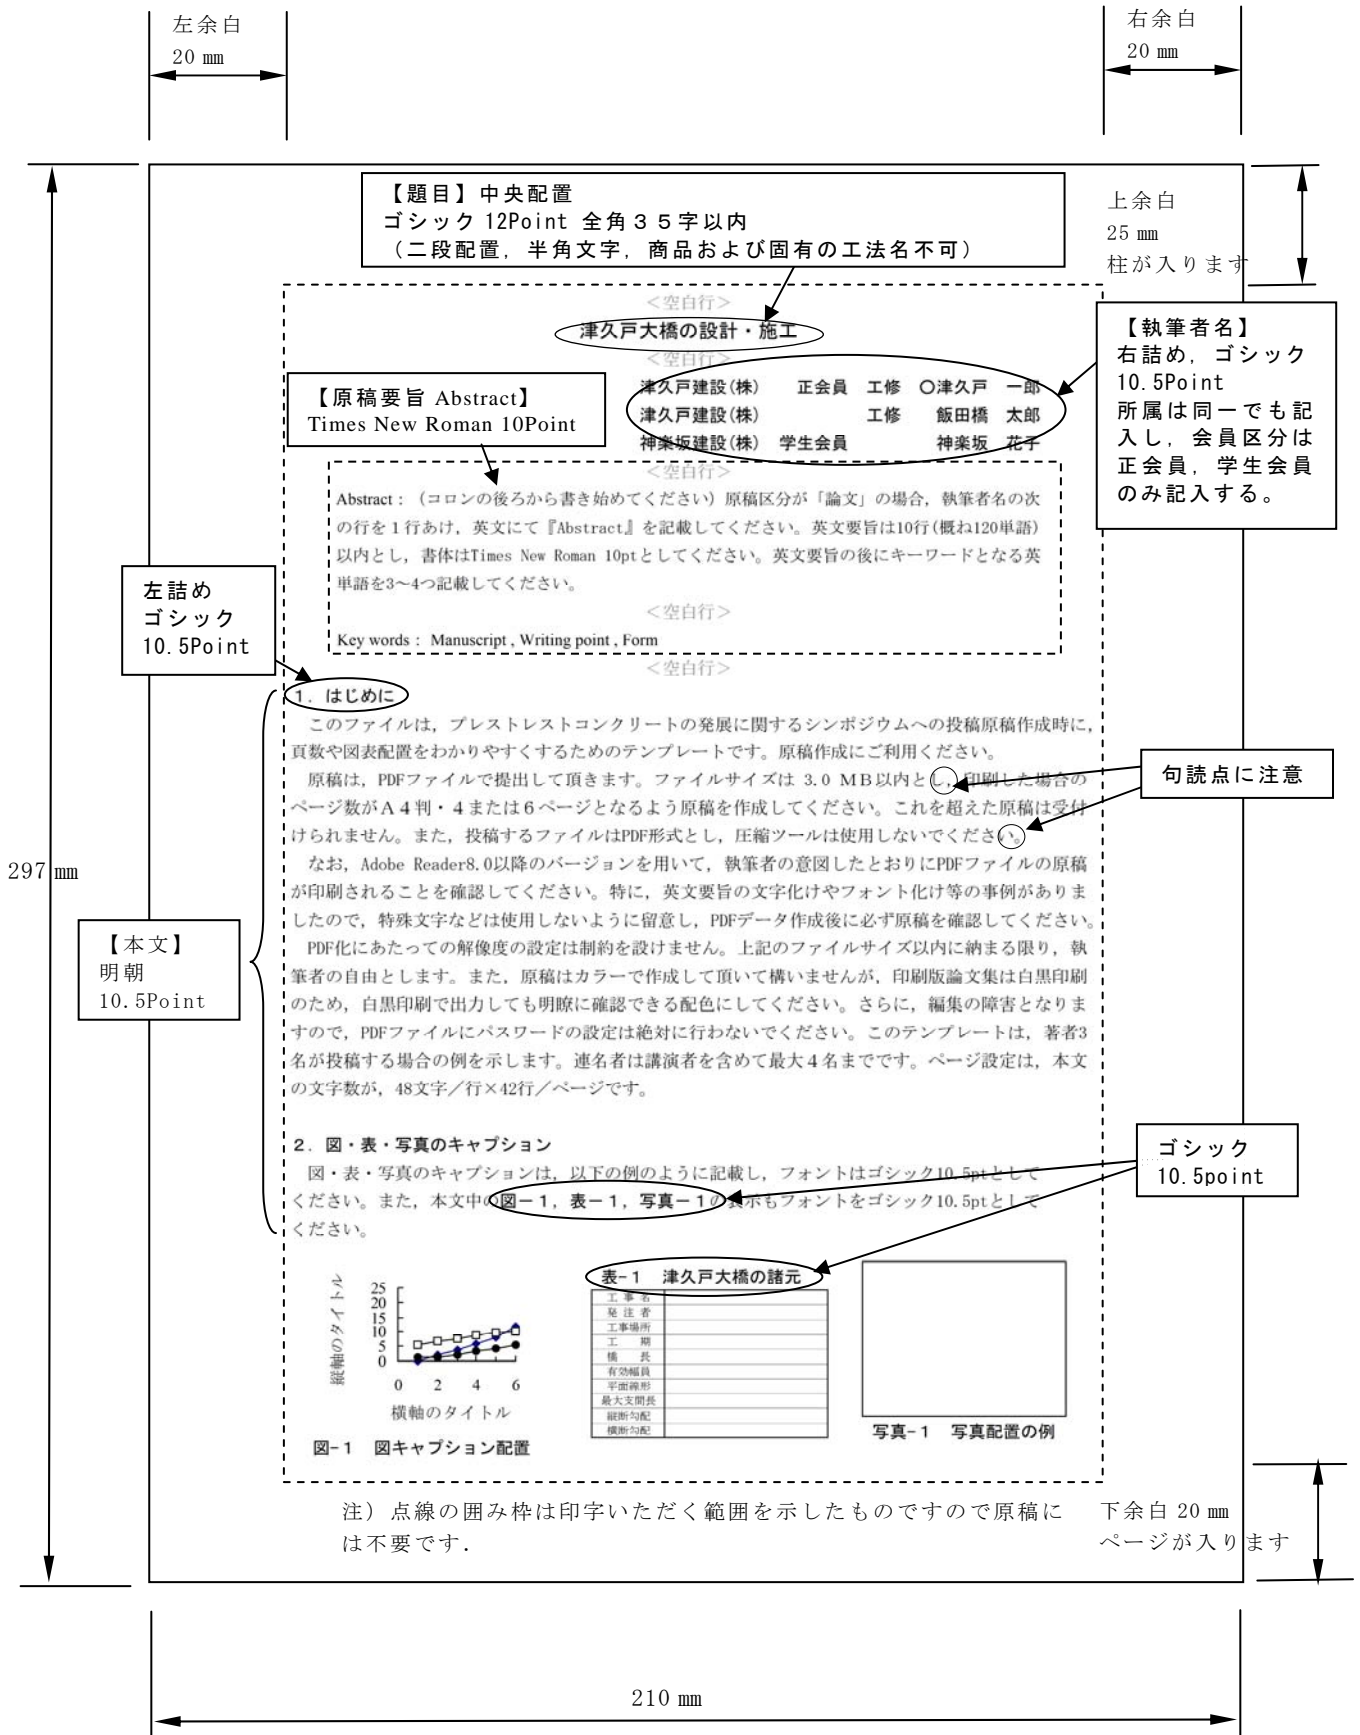 左余白
20 ㎜
右余白
20 ㎜
【題目】中央配置
ゴシック 12Point 全角３５字以内
（二段配置，半角文字，商品および固有の工法名不可）
上余白
25 ㎜
柱が入ります
＜空白行＞
津久戸大橋の設計・施工
＜空白行＞
【執筆者名】
右詰め，ゴシック
10.5Point
所属は同一でも記
入し，会員区分は
正会員，学生会員
のみ記入する。
津久戸建設(株)　正会員　工修　○津久戸　一郎
津久戸建設(株)　工修　飯田橋　太郎
神楽坂建設(株)　学生会員　神楽坂　花子
【原稿要旨 Abstract】
Times New Roman 10Point
＜空白行＞
Abstract：（コロンの後ろから書き始めてください）原稿区分が「論文」の場合，執筆者名の次
の行を１行あけ，英文にて『Abstract』を記載してください。英文要旨は10行(概ね120単語)
以内とし，書体はTimes New Roman 10ptとしてください。英文要旨の後にキーワードとなる英
単語を3～4つ記載してください。
＜空白行＞
Key words：Manuscript , Writing point , Form
＜空白行＞
左詰め
ゴシック
10.5Point
１．はじめに
このファイルは，プレストレストコンクリートの発展に関するシンポジウムへの投稿原稿作成時に，
頁数や図表配置をわかりやすくするためのテンプレートです。原稿作成にご利用ください。
原稿は，PDFファイルで提出して頂きます。ファイルサイズは 3.0 MB以内とし，印刷した場合の
ページ数がＡ４判・４または６ページとなるよう原稿を作成してください。これを超えた原稿は受付
けられません。また，投稿するファイルはPDF形式とし，圧縮ツールは使用しないでください。
なお，Adobe Reader8.0以降のバージョンを用いて，執筆者の意図したとおりにPDFファイルの原稿
が印刷されることを確認してください。特に，英文要旨の文字化けやフォント化け等の事例がありま
したので，特殊文字などは使用しないように留意し，PDFデータ作成後に必ず原稿を確認してください。
PDF化にあたっての解像度の設定は制約を設けません。上記のファイルサイズ以内に納まる限り，執
筆者の自由とします。また，原稿はカラーで作成して頂いて構いませんが，印刷版論文集は白黒印刷
のため，白黒印刷で出力しても明瞭に確認できる配色にしてください。さらに，編集の障害となりま
すので，PDFファイルにパスワードの設定は絶対に行わないでください。このテンプレートは，著者3
名が投稿する場合の例を示します。連名者は講演者を含めて最大４名までです。ページ設定は，本文
の文字数が，48文字／行×42行／ページです。
句読点に注意
297 ㎜
【本文】
明朝
10.5Point
２．図・表・写真のキャプション
図・表・写真のキャプションは，以下の例のように記載し，フォントはゴシック10.5ptとして
ください。また，本文中の図－１，表－１，写真－１の表示もフォントをゴシック10.5ptとして
ください。
ゴシック
10.5point
縦軸のタイトル
25
20
15
10
5
0
0 2 4 6
横軸のタイトル
図-１　図キャプション配置
表-１　津久戸大橋の諸元
工 事 名
発 注 者
工事場所
工　期
橋　長
有効幅員
平面線形
最大支間長
縦断勾配
横断勾配
写真-１　写真配置の例
注）点線の囲み枠は印字いただく範囲を示したものですので原稿に
は不要です．
下余白 20 ㎜
ページが入ります
210 ㎜